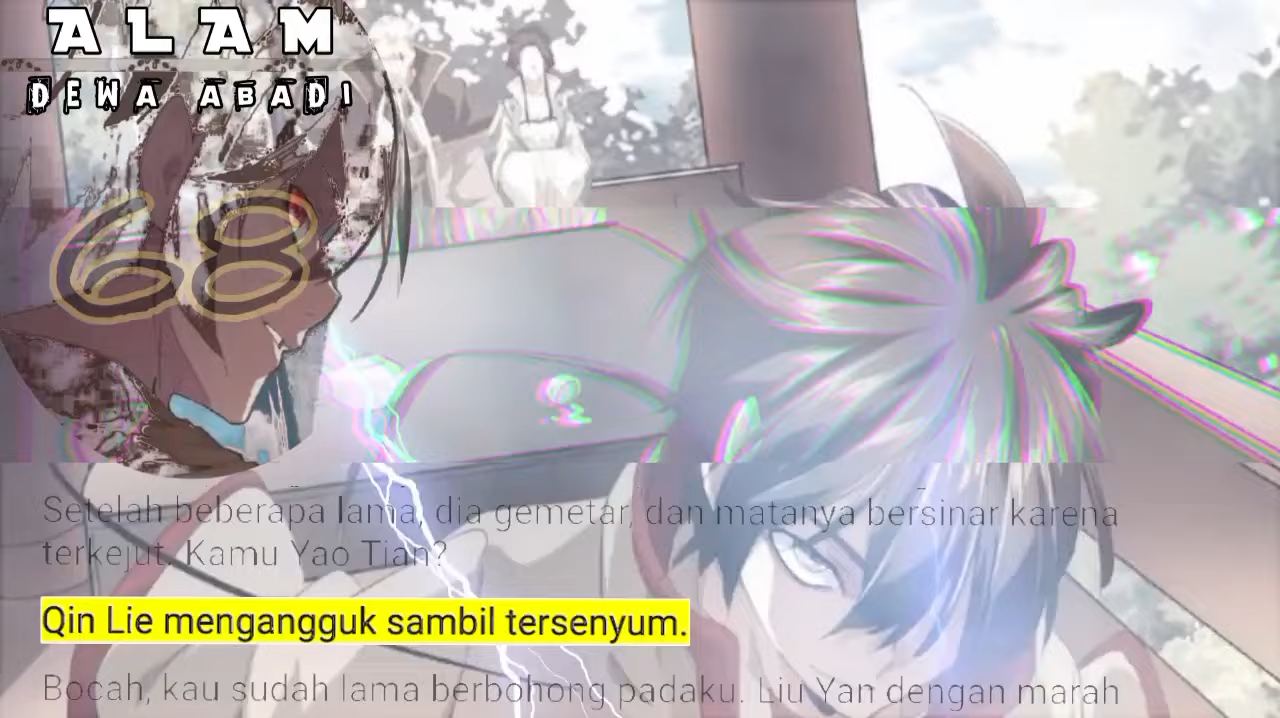 ALAM
DEWA ABADI
68
Setelah beberapa lama, dia gemetar, dan matanya bersinar karena
terkejut. Kamu Yao Tian?
Qin Lie mengangguk sambil tersenyum.
Bocah, kau sudah lama berbohong padaku. Liu Yan dengan marah